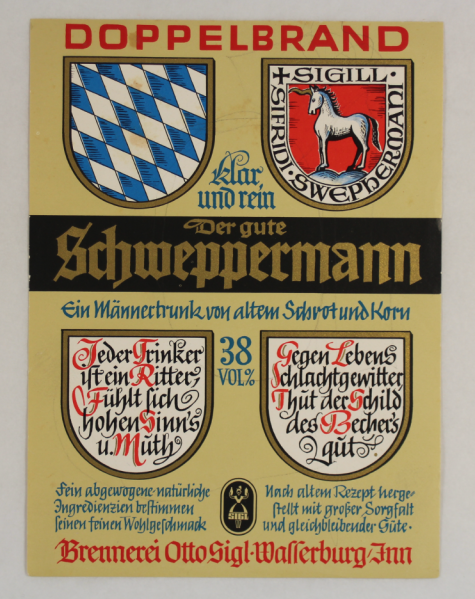 DOPPELBRAND
✝SIGILL·SIFRIDI·SWEPHERMANI
Klar
und rein
Der gute
Schweppermann
Ein Männertrunk von altem Schrot und Korn
Jeder Trinker
ist ein Ritter,
Fühlt sich
hohen Sinn's
u. Muth
38
VOL%
Gegen Lebens
Schlachtgewitter,
Thut der Schild
des Becher's
gut.
Fein abgewogene natürliche
Ingredienzien bestimmen
seinen feinen Wohlgeschmack
SIGL
Nach altem Rezept herge-
stellt mit großer Sorgfalt
und gleichbleibender Güte·
Brennerei Otto Sigl·Wasserburg/Inn